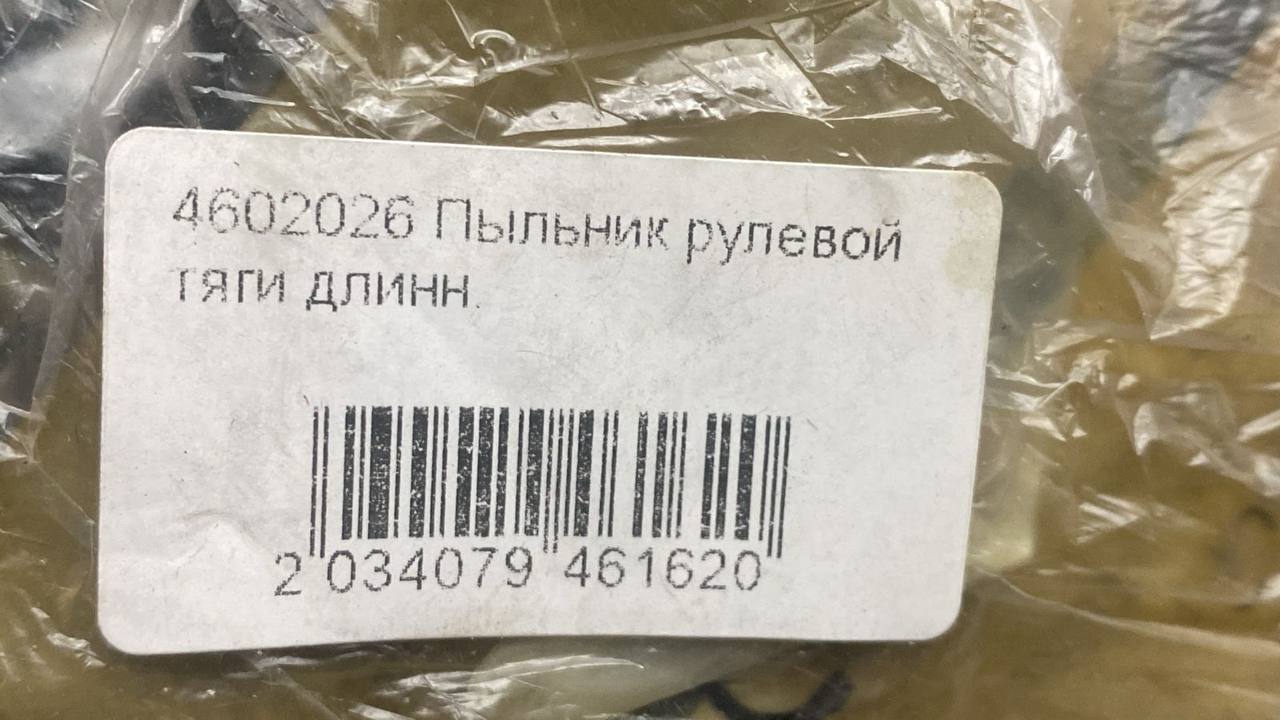 4602026 Пыльник рулевой
тяги длинн.
2 034079 461620